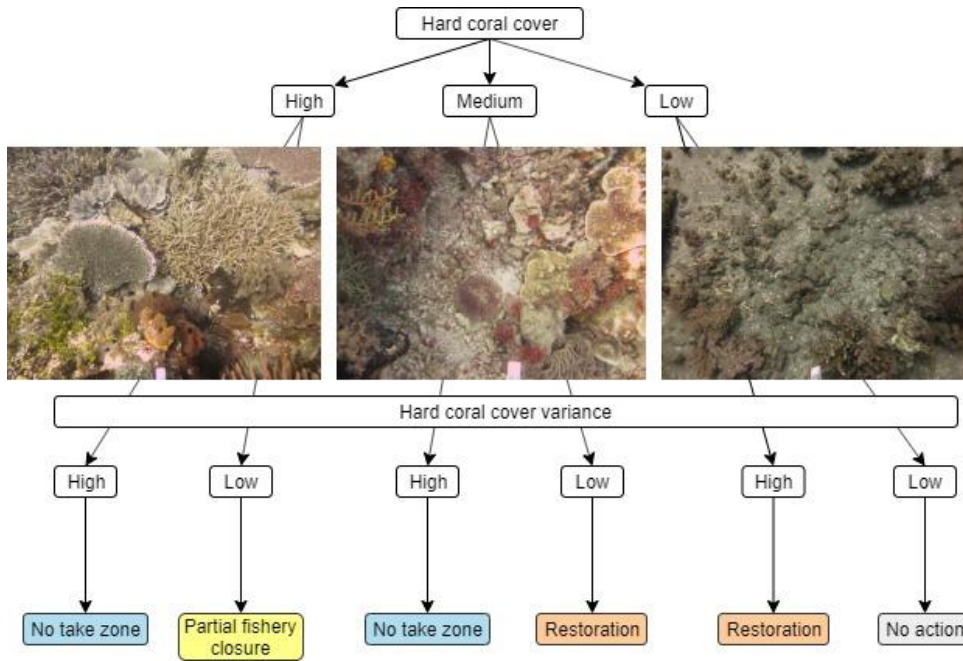 Hard coral cover
High
Medium
Low
Hard coral cover variance
High
Low
High
Low
High
Low
No take zone
Partial fishery
closure
No take zone
Restoration
Restoration
No action